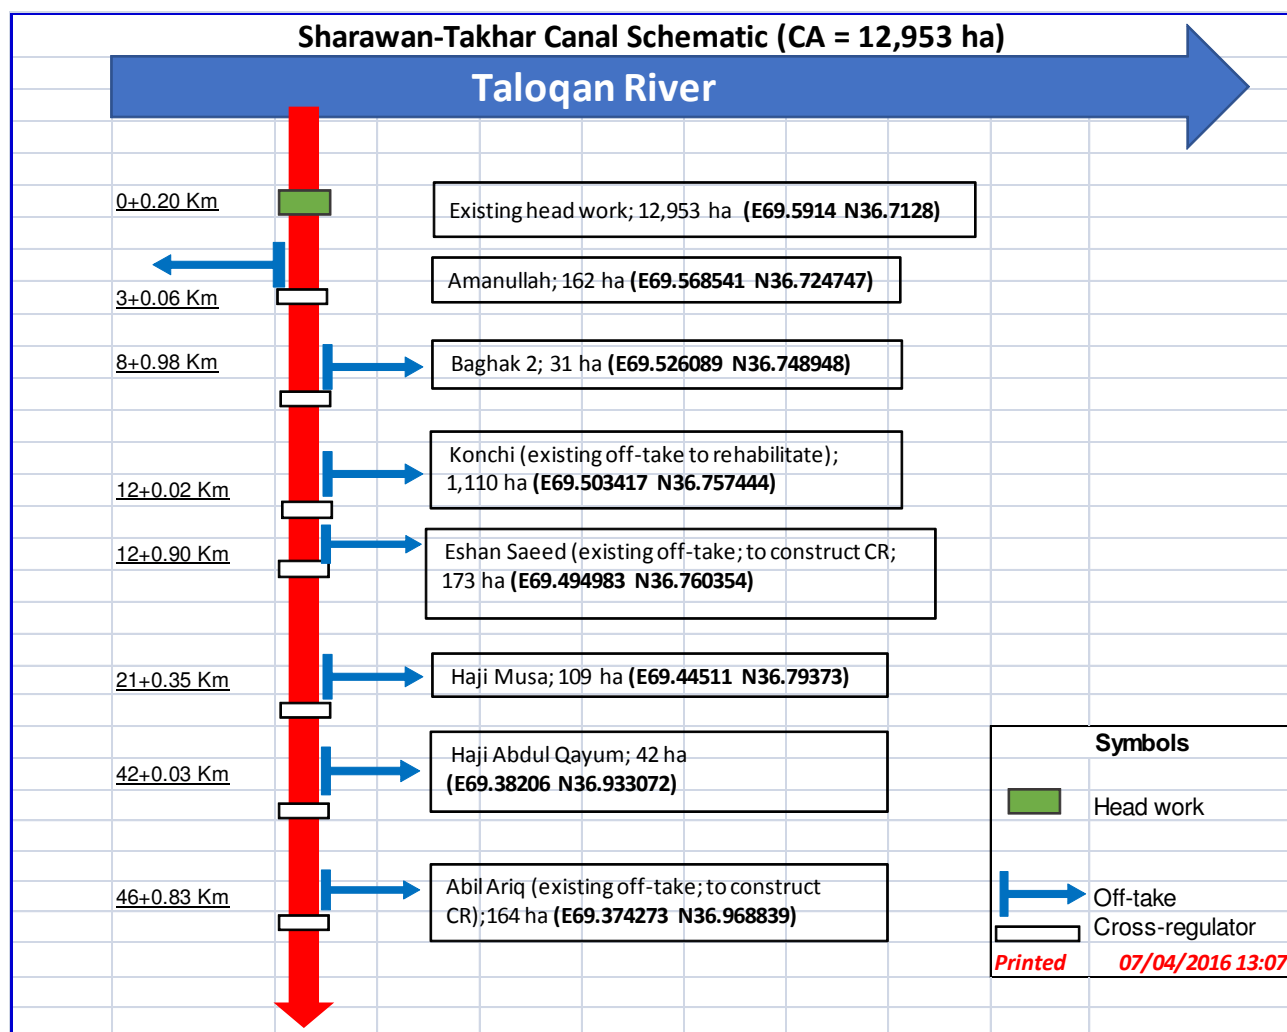 Sharawan-Takhar Canal Schematic (CA = 12,953 ha)
Taloqan River
0+0.20 Km
Existing head work; 12,953 ha (E69.5914 N36.7128)
Amanullah; 162 ha (E69.568541 N36.724747)
3+0.06 Km
8+0.98 Km
Baghak 2; 31 ha (E69.526089 N36.748948)
Konchi (existing off-take to rehabilitate);
1,110 ha (E69.503417 N36.757444)
12+0.02 Km
12+0.90 Km
Eshan Saeed (existing off-take; to construct CR;
173 ha (E69.494983 N36.760354)
21+0.35 Km
Haji Musa; 109 ha (E69.44511 N36.79373)
42+0.03 Km
Haji Abdul Qayum; 42 ha
(E69.38206 N36.933072)
46+0.83 Km
Abil Ariq (existing off-take; to construct
CR);164 ha (E69.374273 N36.968839)
Symbols
Head work
Off-take
Cross-regulator
Printed 07/04/2016 13:07